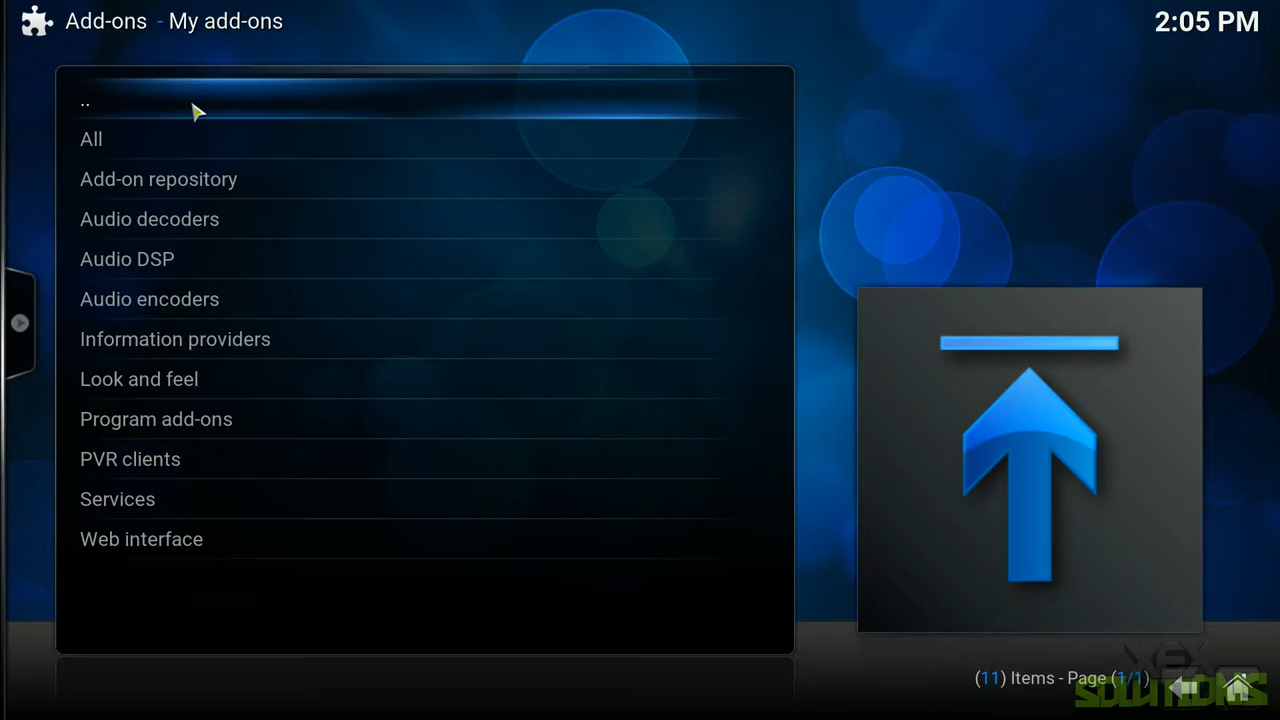 Add-ons - My add-ons
2:05 PM
..
All
Add-on repository
Audio decoders
Audio DSP
Audio encoders
Information providers
Look and feel
Program add-ons
PVR clients
Services
Web interface
(11) Items - Page (1/1)
SOLUTIONS